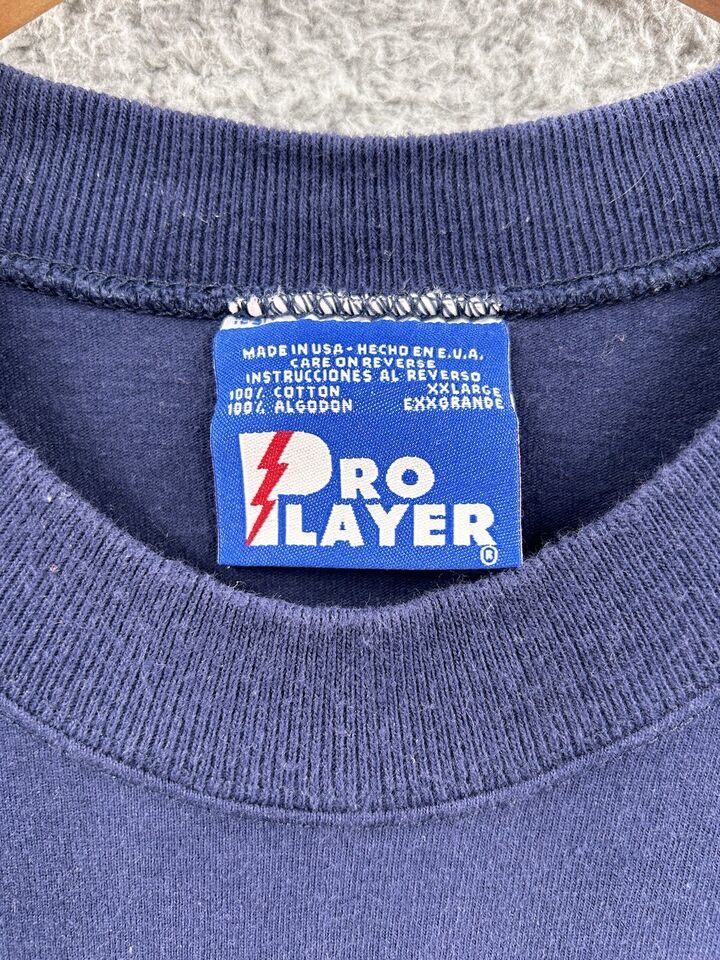 MADE IN USA - HECHO EN E.U.A.
CARE ON REVERSE
INSTRUCCIONES AL REVERSO
100% COTTON XXLARGE
100% ALGODON EXXGRANDE
PRO
PLAYER®